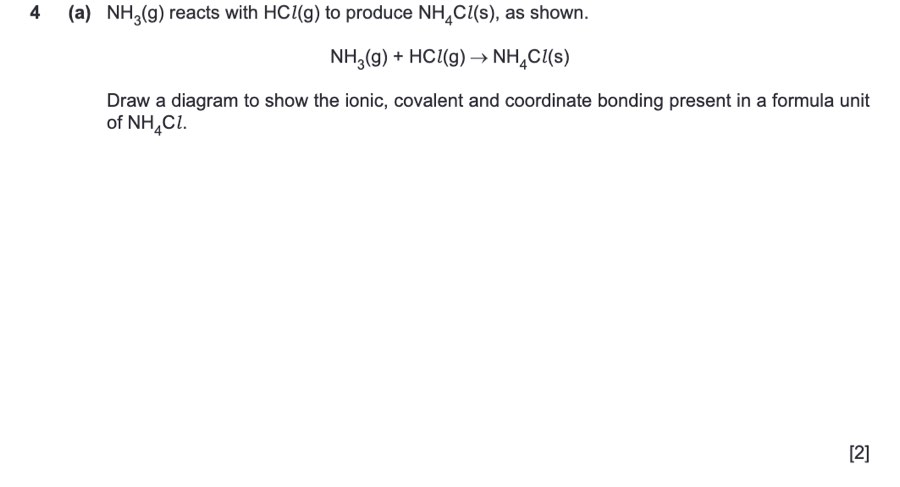 4 (a) NH₃(g) reacts with HCl(g) to produce NH₄Cl(s), as shown.
NH₃(g) + HCl(g) → NH₄Cl(s)
Draw a diagram to show the ionic, covalent and coordinate bonding present in a formula unit
of NH₄Cl.
[2]